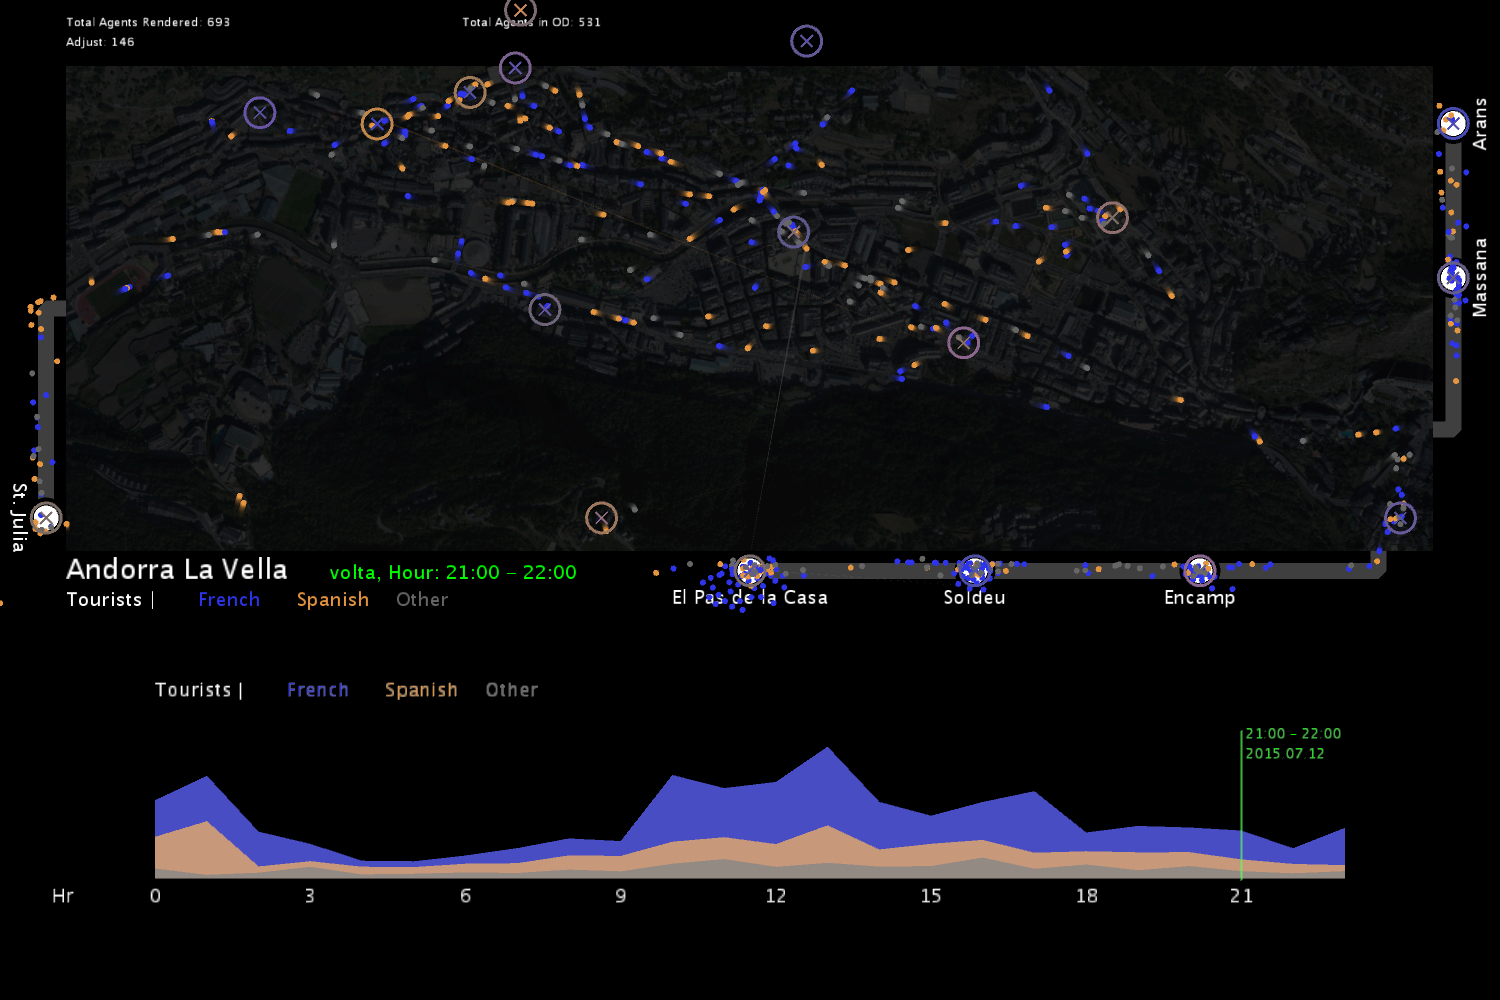 Total Agents Rendered: 693
Total Agents in OD: 531
Adjust: 146
Arans
Massana
St. Julia
Andorra La Vella
volta, Hour: 21:00 – 22:00
Tourists | French Spanish Other
El Pas de la Casa
Soldeu
Encamp
Tourists | French Spanish Other
21:00 – 22:00
2015.07.12
Hr 0 3 6 9 12 15 18 21